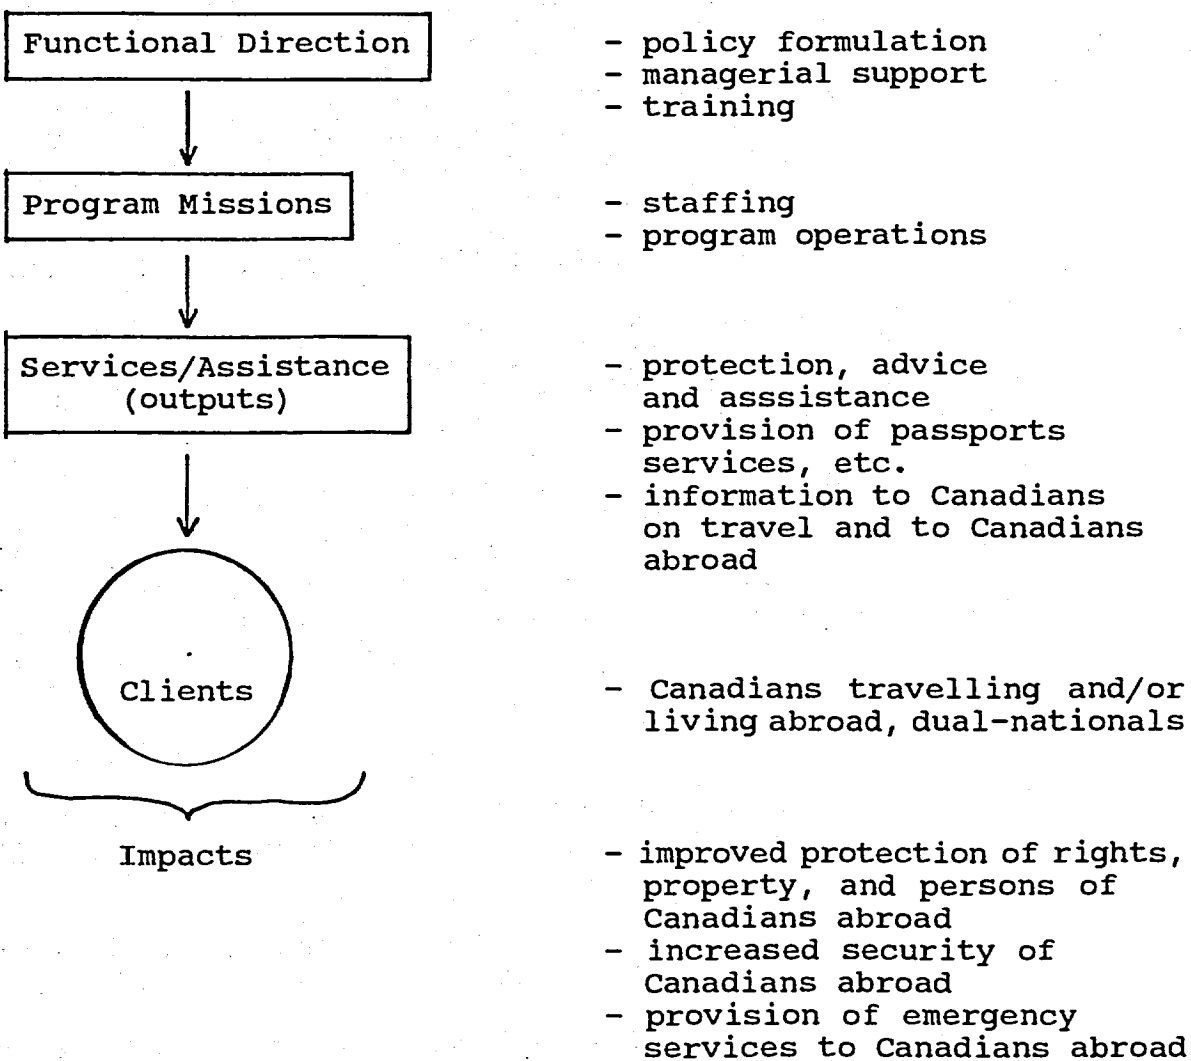 Functional Direction
- policy formulation
- managerial support
- training
Program Missions
- staffing
- program operations
Services/Assistance
(outputs)
- protection, advice
and asssistance
- provision of passports
services, etc.
- information to Canadians
on travel and to Canadians
abroad
Clients
- Canadians travelling and/or
living abroad, dual-nationals
Impacts
- improved protection of rights,
property, and persons of
Canadians abroad
- increased security of
Canadians abroad
- provision of emergency
services to Canadians abroad